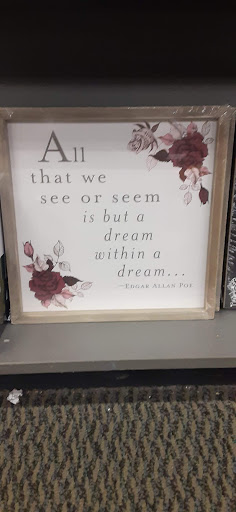 All
that we
see or seem
is but a
dream
within a
dream...
—Edgar Allan Poe